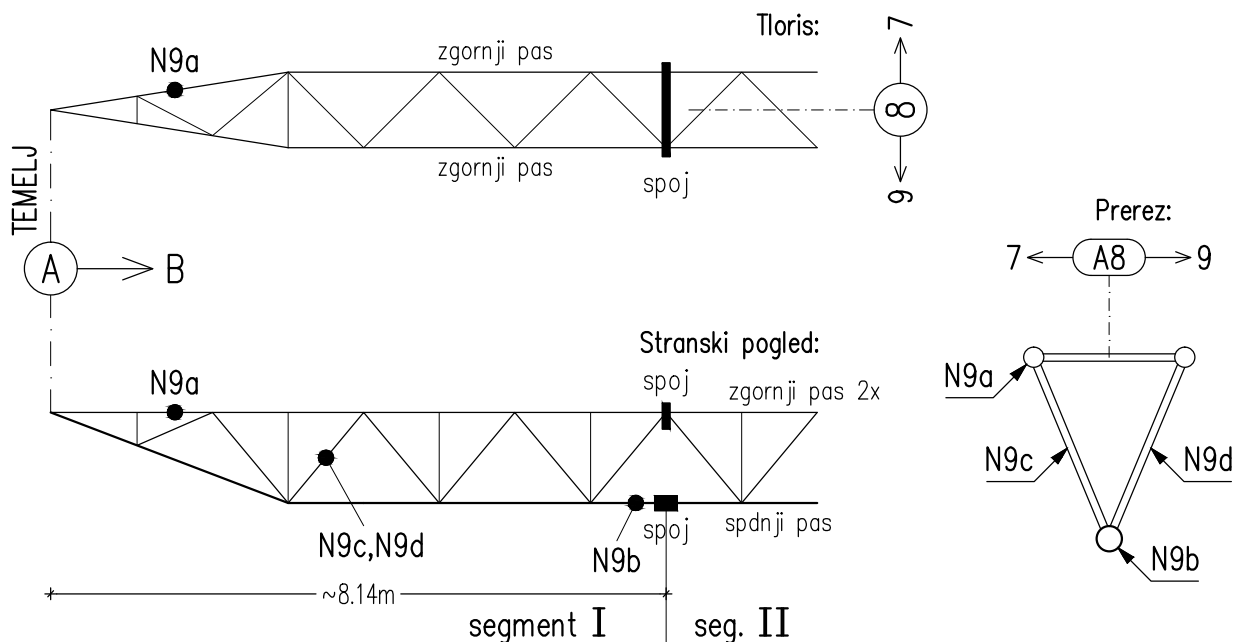 Tloris:
zgornji pas
N9a
7
8
9
zgornji pas
spoj
TEMELJ
A
B
Prerez:
7
A8
9
Stranski pogled:
spoj
N9a
zgornji pas 2x
N9a
N9c
N9d
N9c,N9d
N9b
spoj
spdnji pas
N9b
~8.14m
segment I
seg. II